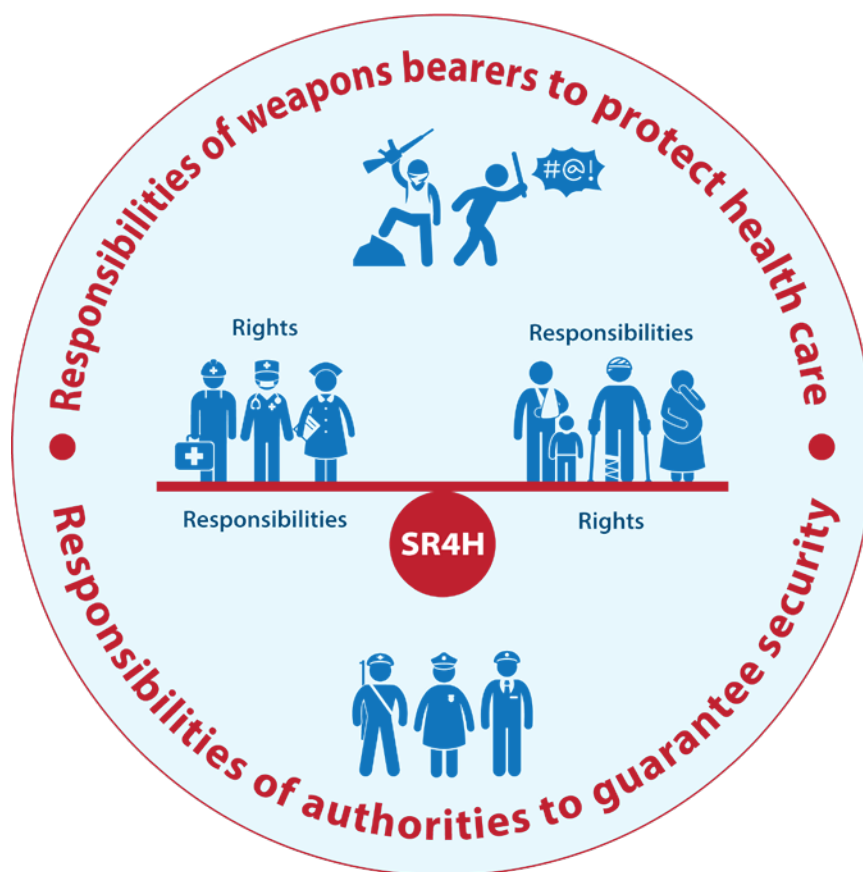 Responsibilities of weapons bearers to protect health care
#@!
Rights
Responsibilities
Responsibilities
Rights
SR4H
Responsibilities of authorities to guarantee security